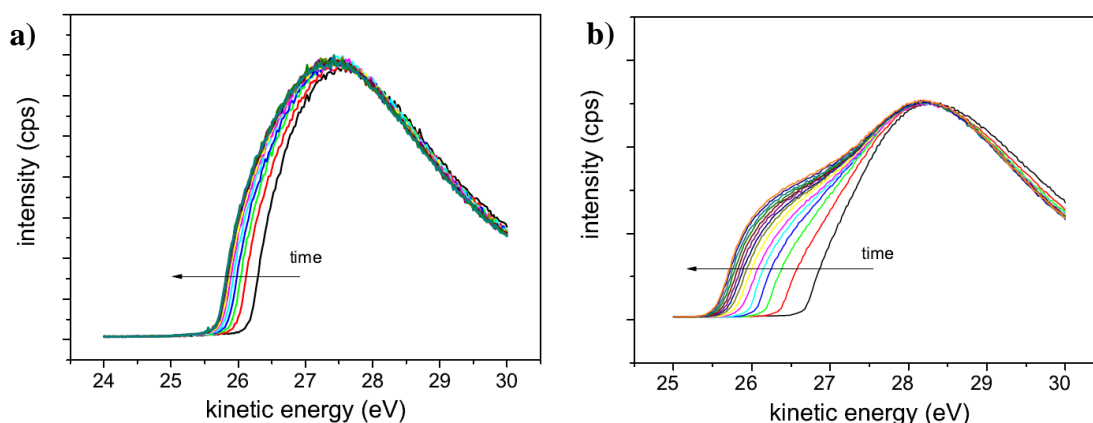 a)
intensity (cps)
time
24 25 26 27 28 29 30
kinetic energy (eV)
b)
intensity (cps)
time
25 26 27 28 29 30
kinetic energy (eV)